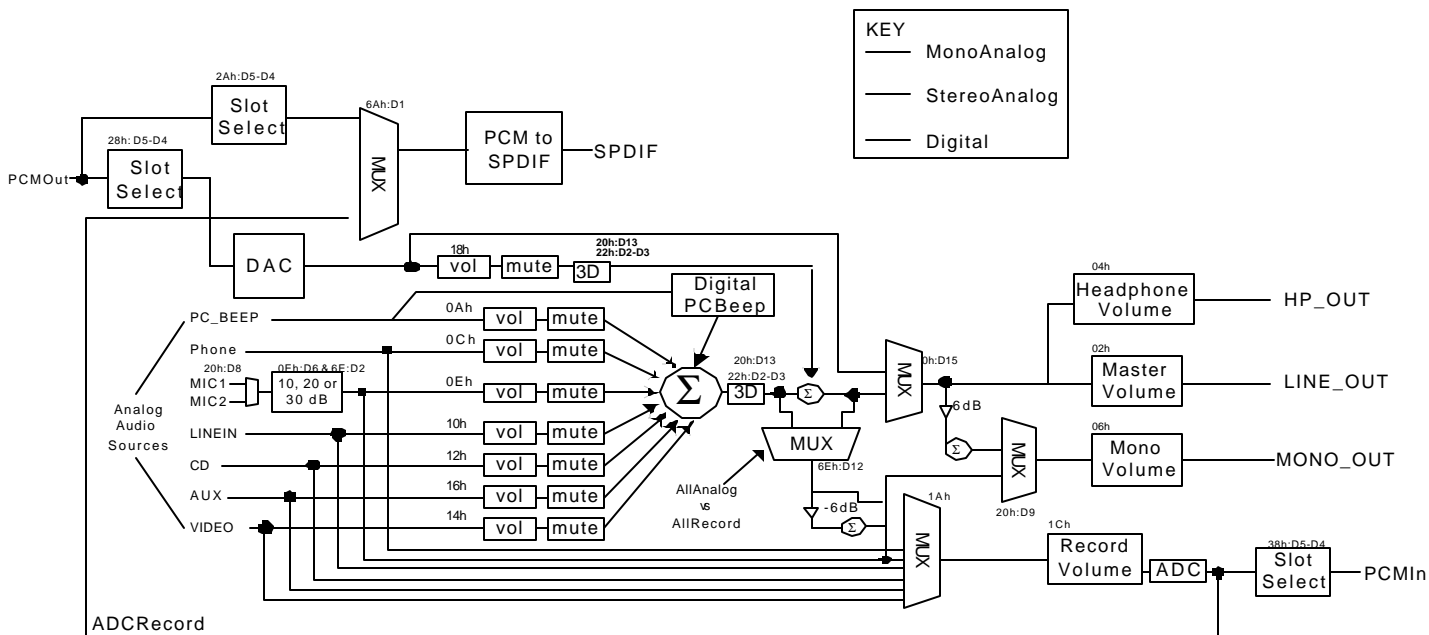 KEY
MonoAnalog
StereoAnalog
Digital
2Ah:D5-D4
Slot
Select
6Ah:D1
MUX
PCM to
SPDIF
SPDIF
28h: D5-D4
Slot
Select
PCMOut
DAC
18h
vol
mute
20h:D13
22h:D2-D3
3D
Digital
PCBeep
04h
Headphone
Volume
HP_OUT
PC_BEEP
0Ah
vol
mute
Phone
0Ch
vol
mute
20h:D8
MIC1
MIC2
0Eh:D6 & 6E:D2
10, 20 or
30 dB
0Eh
vol
mute
Σ
20h:D13
22h:D2-D3
3D
Σ
MUX
0h:D15
02h
Master
Volume
LINE_OUT
Analog
Audio
Sources
LINEIN
10h
vol
mute
MUX
6Eh:D12
6dB
Σ
MUX
20h:D9
06h
Mono
Volume
MONO_OUT
CD
12h
vol
mute
AUX
16h
vol
mute
AllAnalog
vs
AllRecord
-6dB
Σ
VIDEO
14h
vol
mute
1Ah
MUX
1Ch
Record
Volume
ADC
38h:D5-D4
Slot
Select
PCMIn
ADCRecord